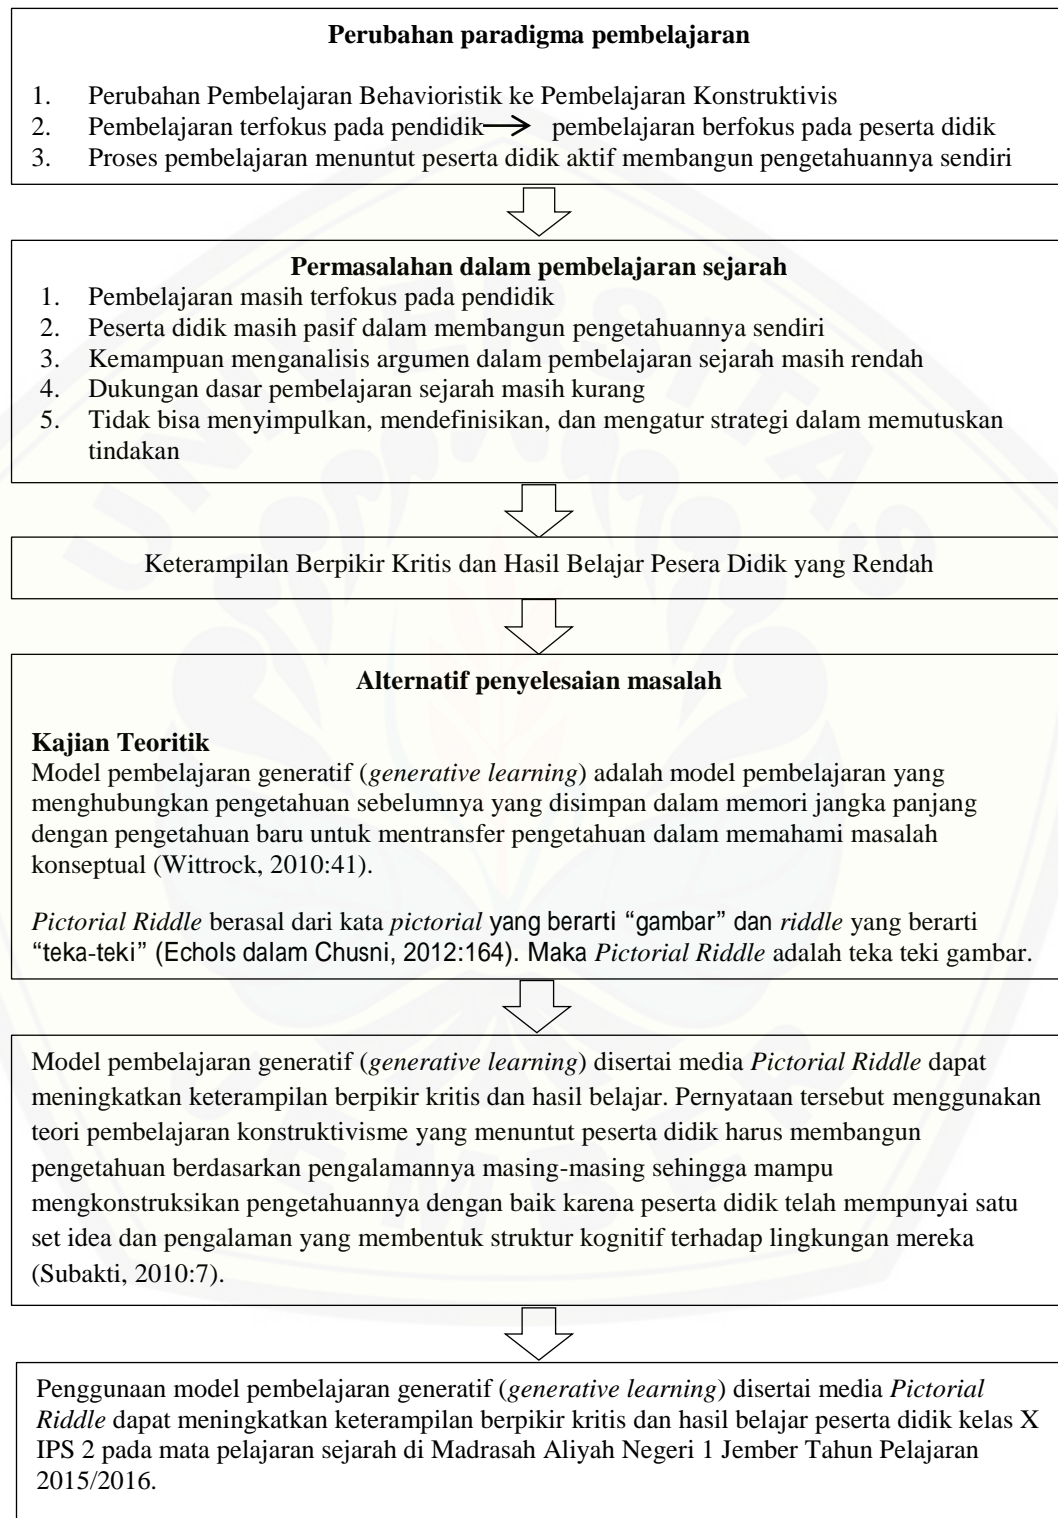 Perubahan paradigma pembelajaran
1. Perubahan Pembelajaran Behavioristik ke Pembelajaran Konstruktivis
2. Pembelajaran terfokus pada pendidik → pembelajaran berfokus pada peserta didik
3. Proses pembelajaran menuntut peserta didik aktif membangun pengetahuannya sendiri
Permasalahan dalam pembelajaran sejarah
1. Pembelajaran masih terfokus pada pendidik
2. Peserta didik masih pasif dalam membangun pengetahuannya sendiri
3. Kemampuan menganalisis argumen dalam pembelajaran sejarah masih rendah
4. Dukungan dasar pembelajaran sejarah masih kurang
5. Tidak bisa menyimpulkan, mendefinisikan, dan mengatur strategi dalam memutuskan
tindakan
Keterampilan Berpikir Kritis dan Hasil Belajar Pesera Didik yang Rendah
Alternatif penyelesaian masalah
Kajian Teoritik
Model pembelajaran generatif (generative learning) adalah model pembelajaran yang
menghubungkan pengetahuan sebelumnya yang disimpan dalam memori jangka panjang
dengan pengetahuan baru untuk mentransfer pengetahuan dalam memahami masalah
konseptual (Wittrock, 2010:41).
Pictorial Riddle berasal dari kata pictorial yang berarti “gambar” dan riddle yang berarti
“teka-teki” (Echols dalam Chusni, 2012:164). Maka Pictorial Riddle adalah teka teki gambar.
Model pembelajaran generatif (generative learning) disertai media Pictorial Riddle dapat
meningkatkan keterampilan berpikir kritis dan hasil belajar. Pernyataan tersebut menggunakan
teori pembelajaran konstruktivisme yang menuntut peserta didik harus membangun
pengetahuan berdasarkan pengalamannya masing-masing sehingga mampu
mengkonstruksikan pengetahuannya dengan baik karena peserta didik telah mempunyai satu
set idea dan pengalaman yang membentuk struktur kognitif terhadap lingkungan mereka
(Subakti, 2010:7).
Penggunaan model pembelajaran generatif (generative learning) disertai media Pictorial
Riddle dapat meningkatkan keterampilan berpikir kritis dan hasil belajar peserta didik kelas X
IPS 2 pada mata pelajaran sejarah di Madrasah Aliyah Negeri 1 Jember Tahun Pelajaran
2015/2016.
UNIVERSITAS
JEMBER